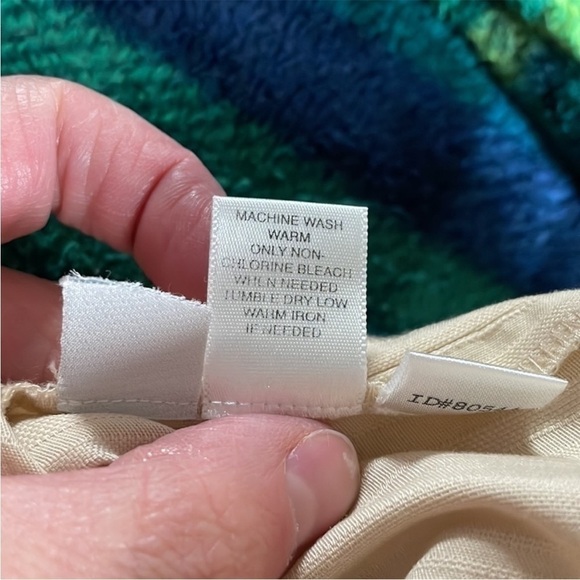 MACHINE WASH
WARM
ONLY NON-
CHLORINE BLEACH
WHEN NEEDED
TUMBLE DRY LOW
WARM IRON
IF NEEDED